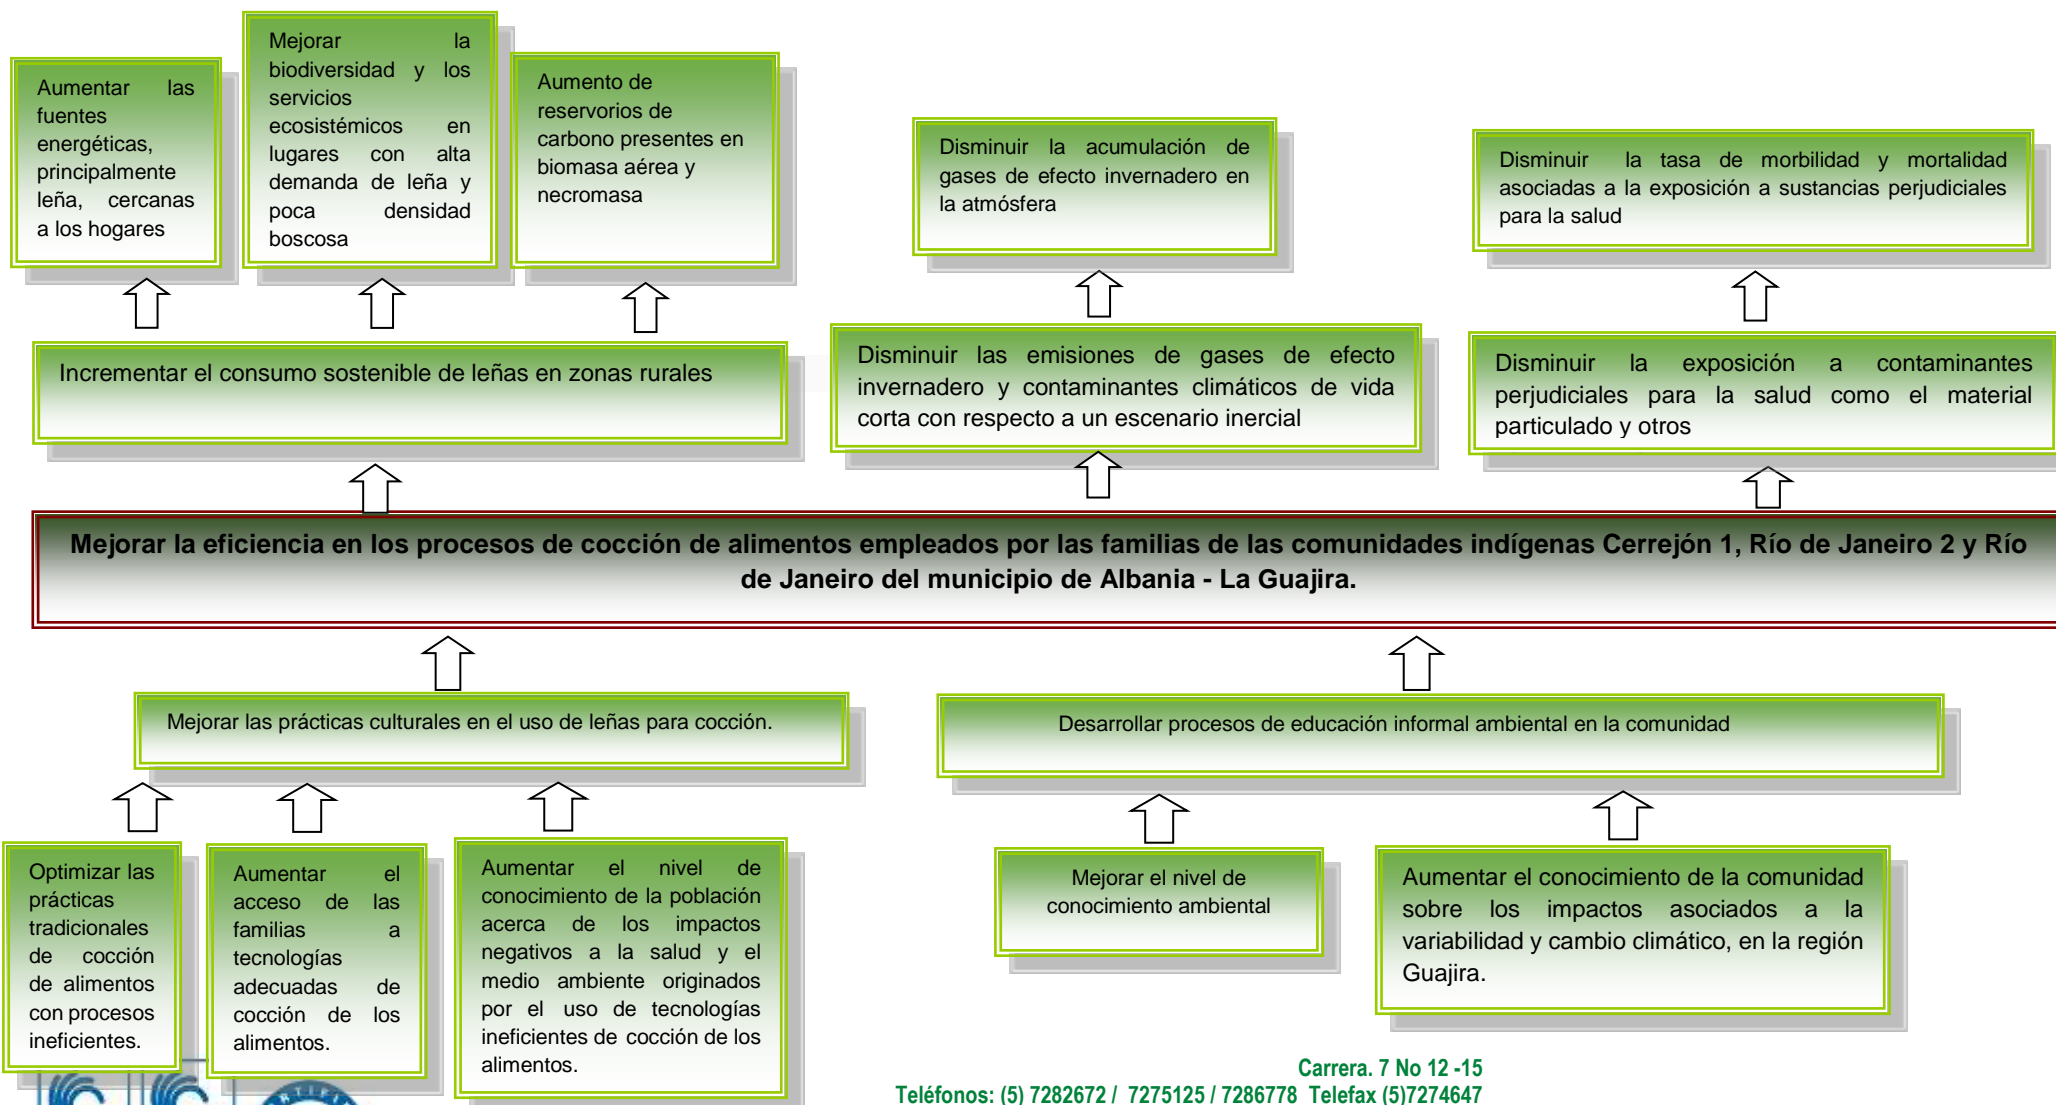 Aumentar las
fuentes
energéticas,
principalmente
leña, cercanas
a los hogares
Mejorar la
biodiversidad y los
servicios
ecosistémicos en
lugares con alta
demanda de leña y
poca densidad
boscosa
Aumento de
reservorios de
carbono presentes en
biomasa aérea y
necromasa
Disminuir la acumulación de
gases de efecto invernadero en
la atmósfera
Disminuir la tasa de morbilidad y mortalidad
asociadas a la exposición a sustancias perjudiciales
para la salud
Incrementar el consumo sostenible de leñas en zonas rurales
Disminuir las emisiones de gases de efecto
invernadero y contaminantes climáticos de vida
corta con respecto a un escenario inercial
Disminuir la exposición a contaminantes
perjudiciales para la salud como el material
particulado y otros
Mejorar la eficiencia en los procesos de cocción de alimentos empleados por las familias de las comunidades indígenas Cerrejón 1, Río de Janeiro 2 y Río
de Janeiro del municipio de Albania - La Guajira.
Mejorar las prácticas culturales en el uso de leñas para cocción.
Desarrollar procesos de educación informal ambiental en la comunidad
Optimizar las
prácticas
tradicionales
de cocción
de alimentos
con procesos
ineficientes.
Aumentar el
acceso de las
familias a
tecnologías
adecuadas de
cocción de los
alimentos.
Aumentar el nivel de
conocimiento de la población
acerca de los impactos
negativos a la salud y el
medio ambiente originados
por el uso de tecnologías
ineficientes de cocción de los
alimentos.
Mejorar el nivel de
conocimiento ambiental
Aumentar el conocimiento de la comunidad
sobre los impactos asociados a la
variabilidad y cambio climático, en la región
Guajira.
Carrera. 7 No 12 -15
Teléfonos: (5) 7282672 / 7275125 / 7286778 Telefax (5)7274647